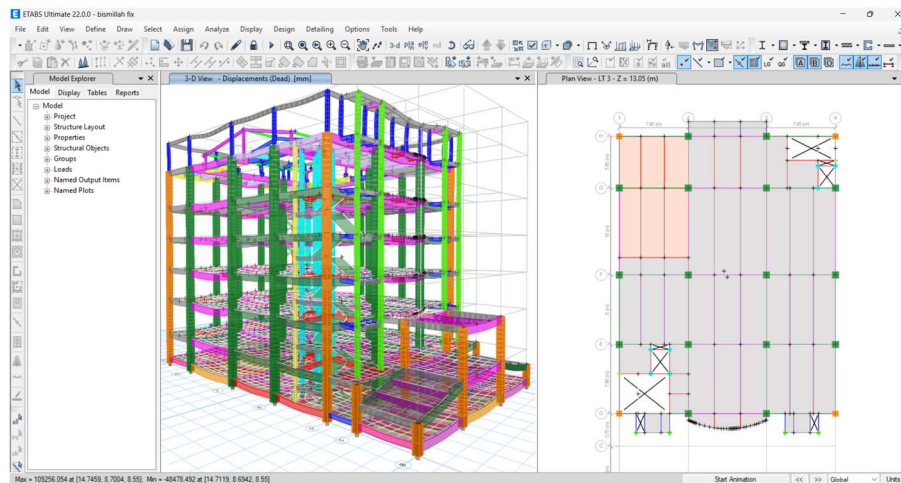 ETABS Ultimate 22.0.0 - bismillah fix
File Edit View Define Draw Select Assign Analyze Display Design Detailing Options Tools Help
3-d
Model Explorer
3-D View - Displacements (Dead) [mm]
Plan View - LT 3 - Z = 13.05 (m)
Model Display Tables Reports
Model
Project
Structure Layout
Properties
Structural Objects
Groups
Loads
Named Output Items
Named Plots
Max = 109256.054 at [14.7459, 8.7004, 8.55]; Min = -48478.492 at [14.7119, 8.6942, 8.55]
Start Animation
<< >> Global Units